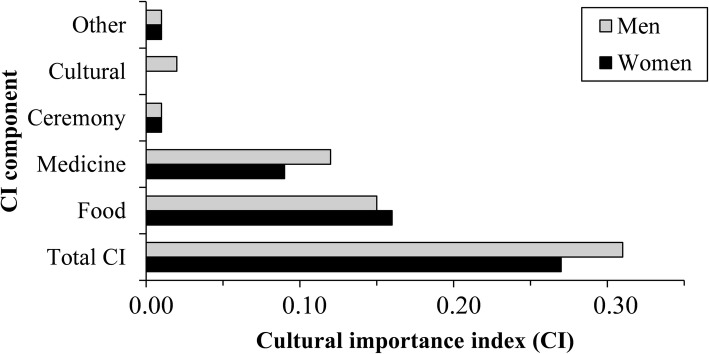 Men
Women
CI component
Other
Cultural
Ceremony
Medicine
Food
Total CI
0.00 0.10 0.20 0.30
Cultural importance index (CI)